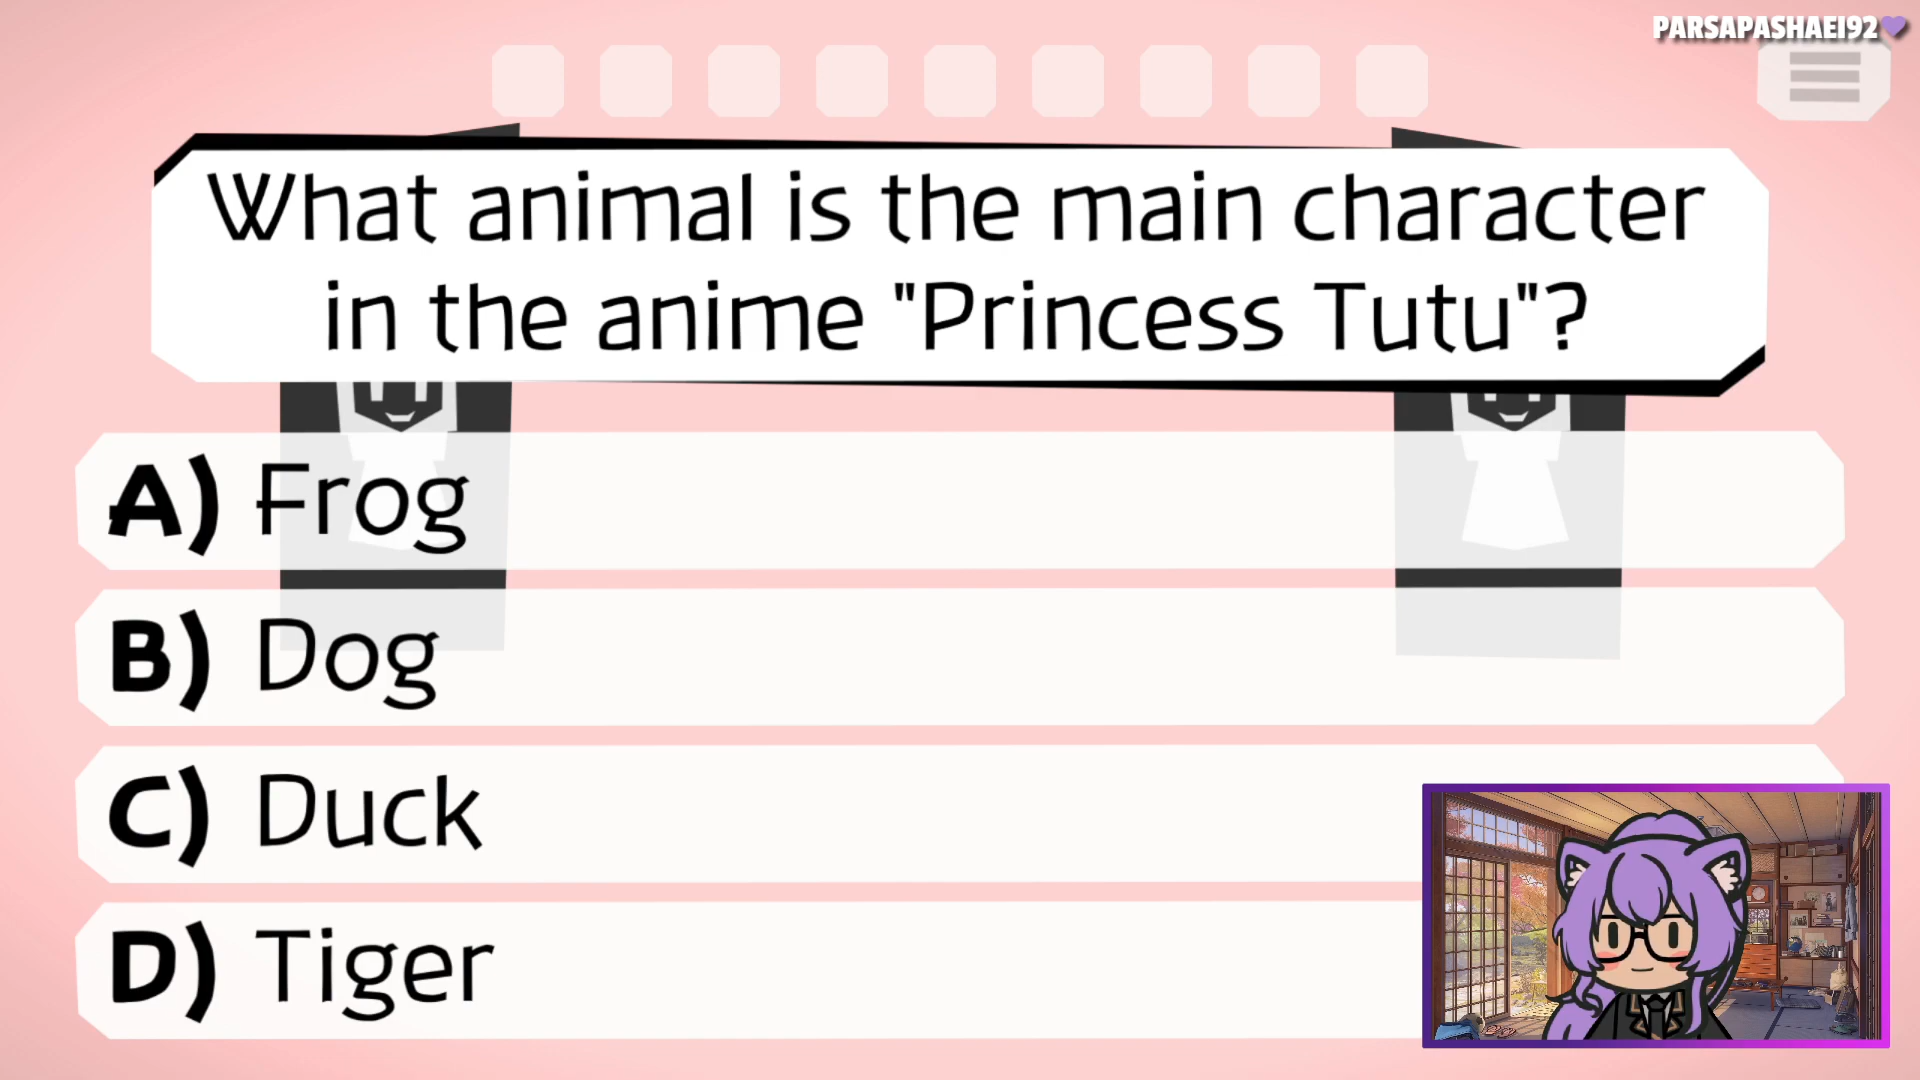 PARSAPASHAEI92
What animal is the main character
in the anime "Princess Tutu"?
A) Frog
B) Dog
C) Duck
D) Tiger